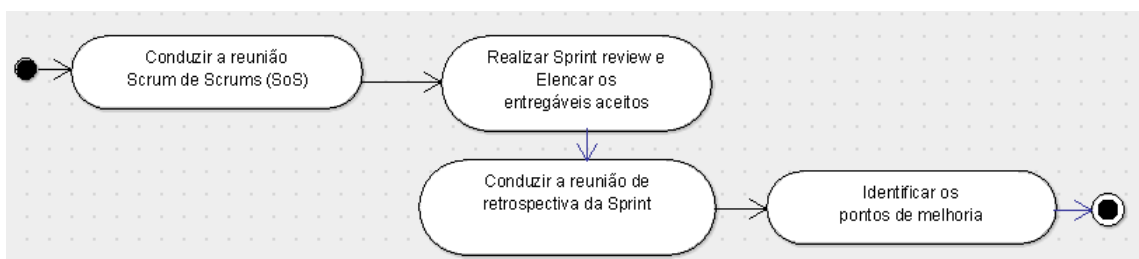 Conduzir a reunião
Scrum de Scrums (SoS)
Realizar Sprint review e
Elencar os
entregáveis aceitos
Conduzir a reunião de
retrospectiva da Sprint
Identificar os
pontos de melhoria